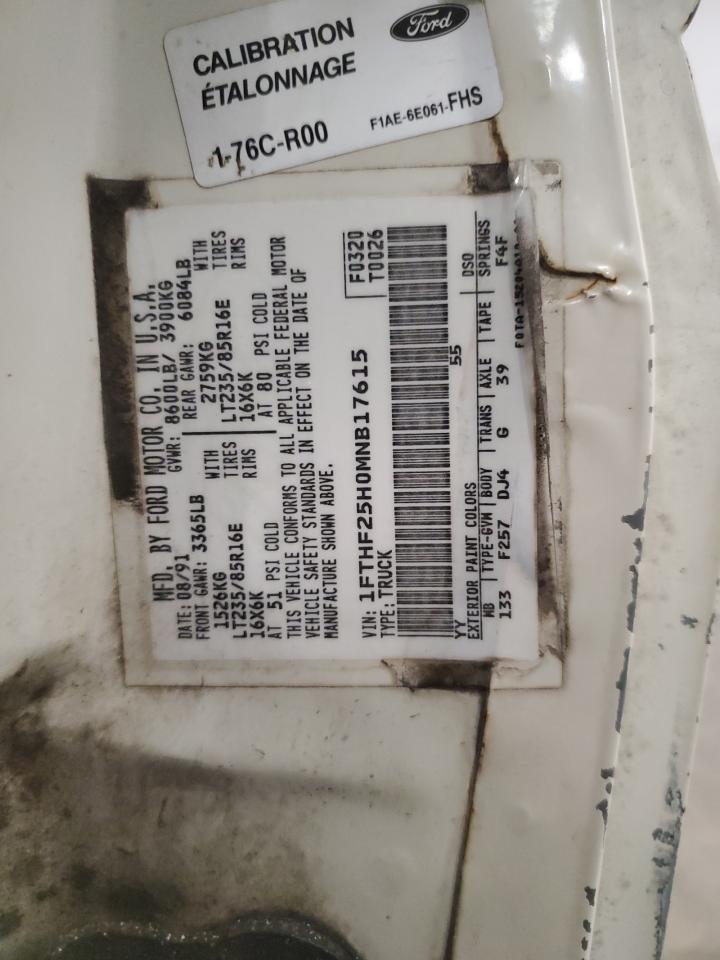 CALIBRATION
ÉTALONNAGE
Ford
1-76C-R00
F1AE-6E061-FHS
MFD. BY FORD MOTOR CO. IN U.S.A.
DATE: 08/91 GVWR: 8600LB/ 3900KG
FRONT GAWR: 3365LB REAR GAWR: 6084LB
1526KG WITH 2759KG WITH
LT235/85R16E TIRES LT235/85R16E TIRES
16X6K RIMS 16X6K RIMS
AT 51 PSI COLD AT 80 PSI COLD
THIS VEHICLE CONFORMS TO ALL APPLICABLE FEDERAL MOTOR
VEHICLE SAFETY STANDARDS IN EFFECT ON THE DATE OF
MANUFACTURE SHOWN ABOVE.
F0320
T0026
VIN: 1FTHF25H0MNB17615
TYPE: TRUCK
YY 55
EXTERIOR PAINT COLORS DSO
WB TYPE-GVW BODY TRANS AXLE TAPE SPRINGS
133 F257 DJ4 G 39 F4F